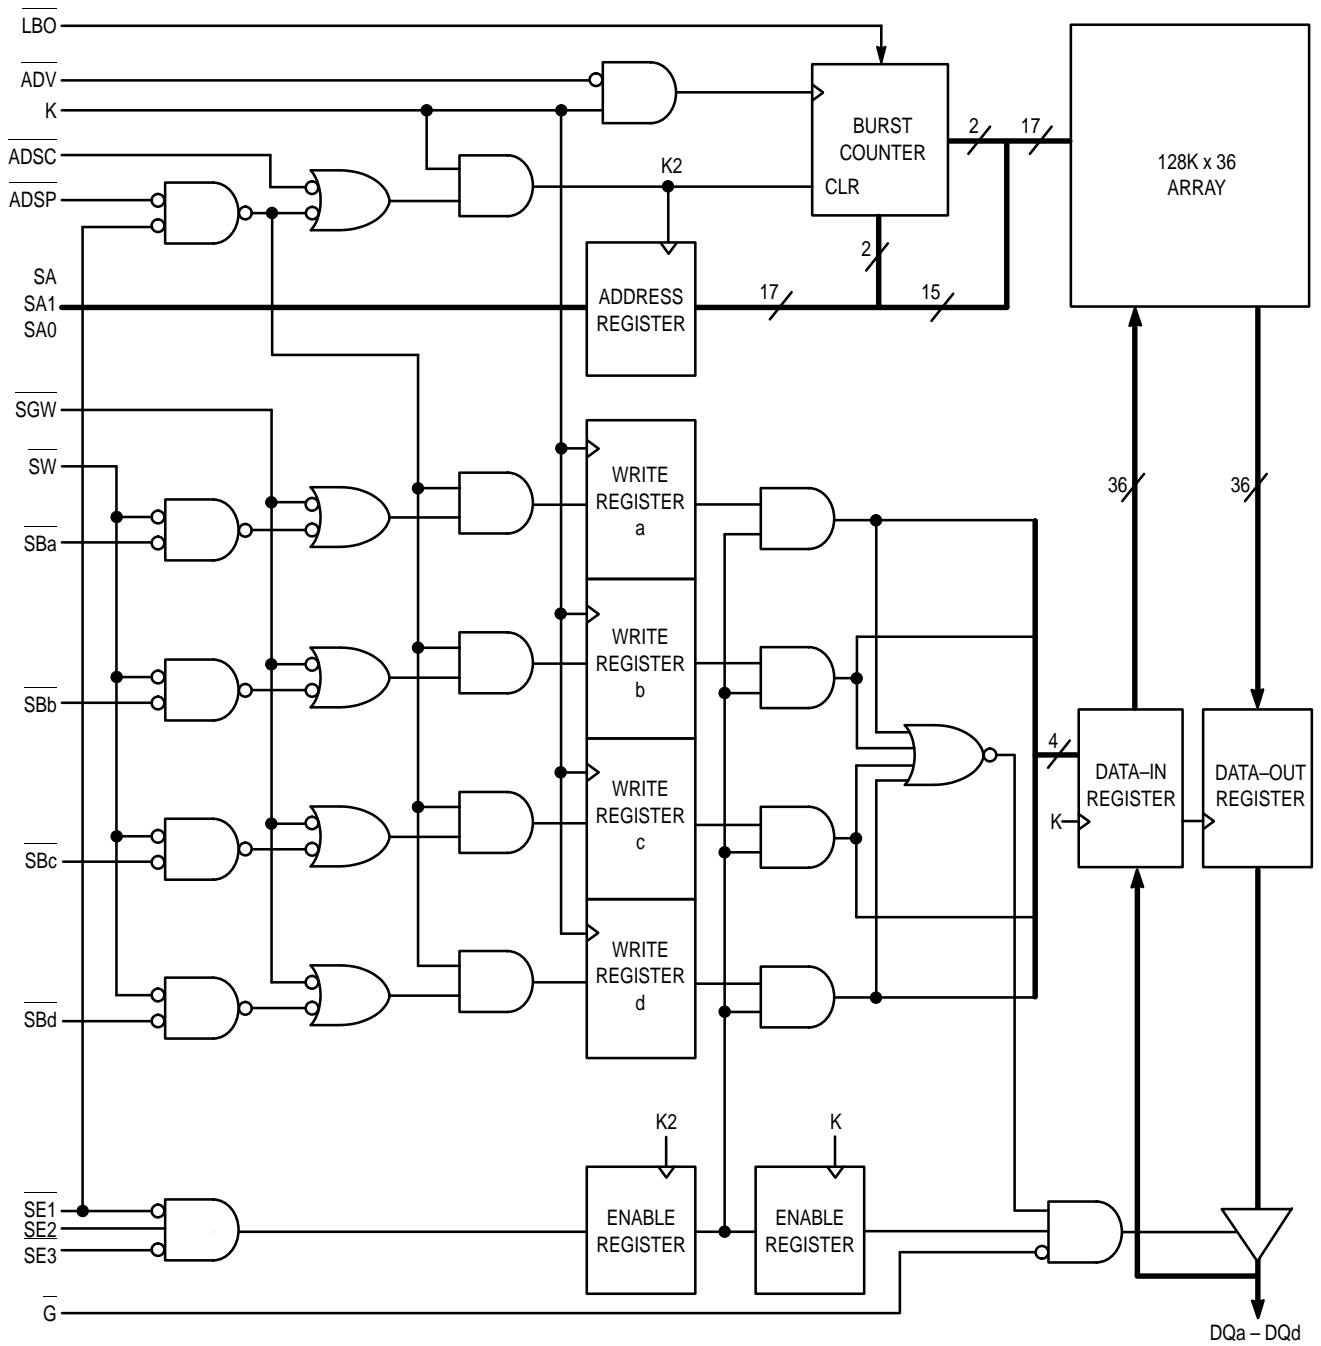 LBO
ADV
K
ADSC
ADSP
K2
BURST
COUNTER
CLR
2
17
128K x 36
ARRAY
2
SA
SA1
SA0
ADDRESS
REGISTER
17
15
SGW
SW
SBa
WRITE
REGISTER
a
36
36
SBb
WRITE
REGISTER
b
4
DATA–IN
REGISTER
K
DATA–OUT
REGISTER
SBc
WRITE
REGISTER
c
SBd
WRITE
REGISTER
d
K2
K
SE1
SE2
SE3
ENABLE
REGISTER
ENABLE
REGISTER
G
DQa – DQd